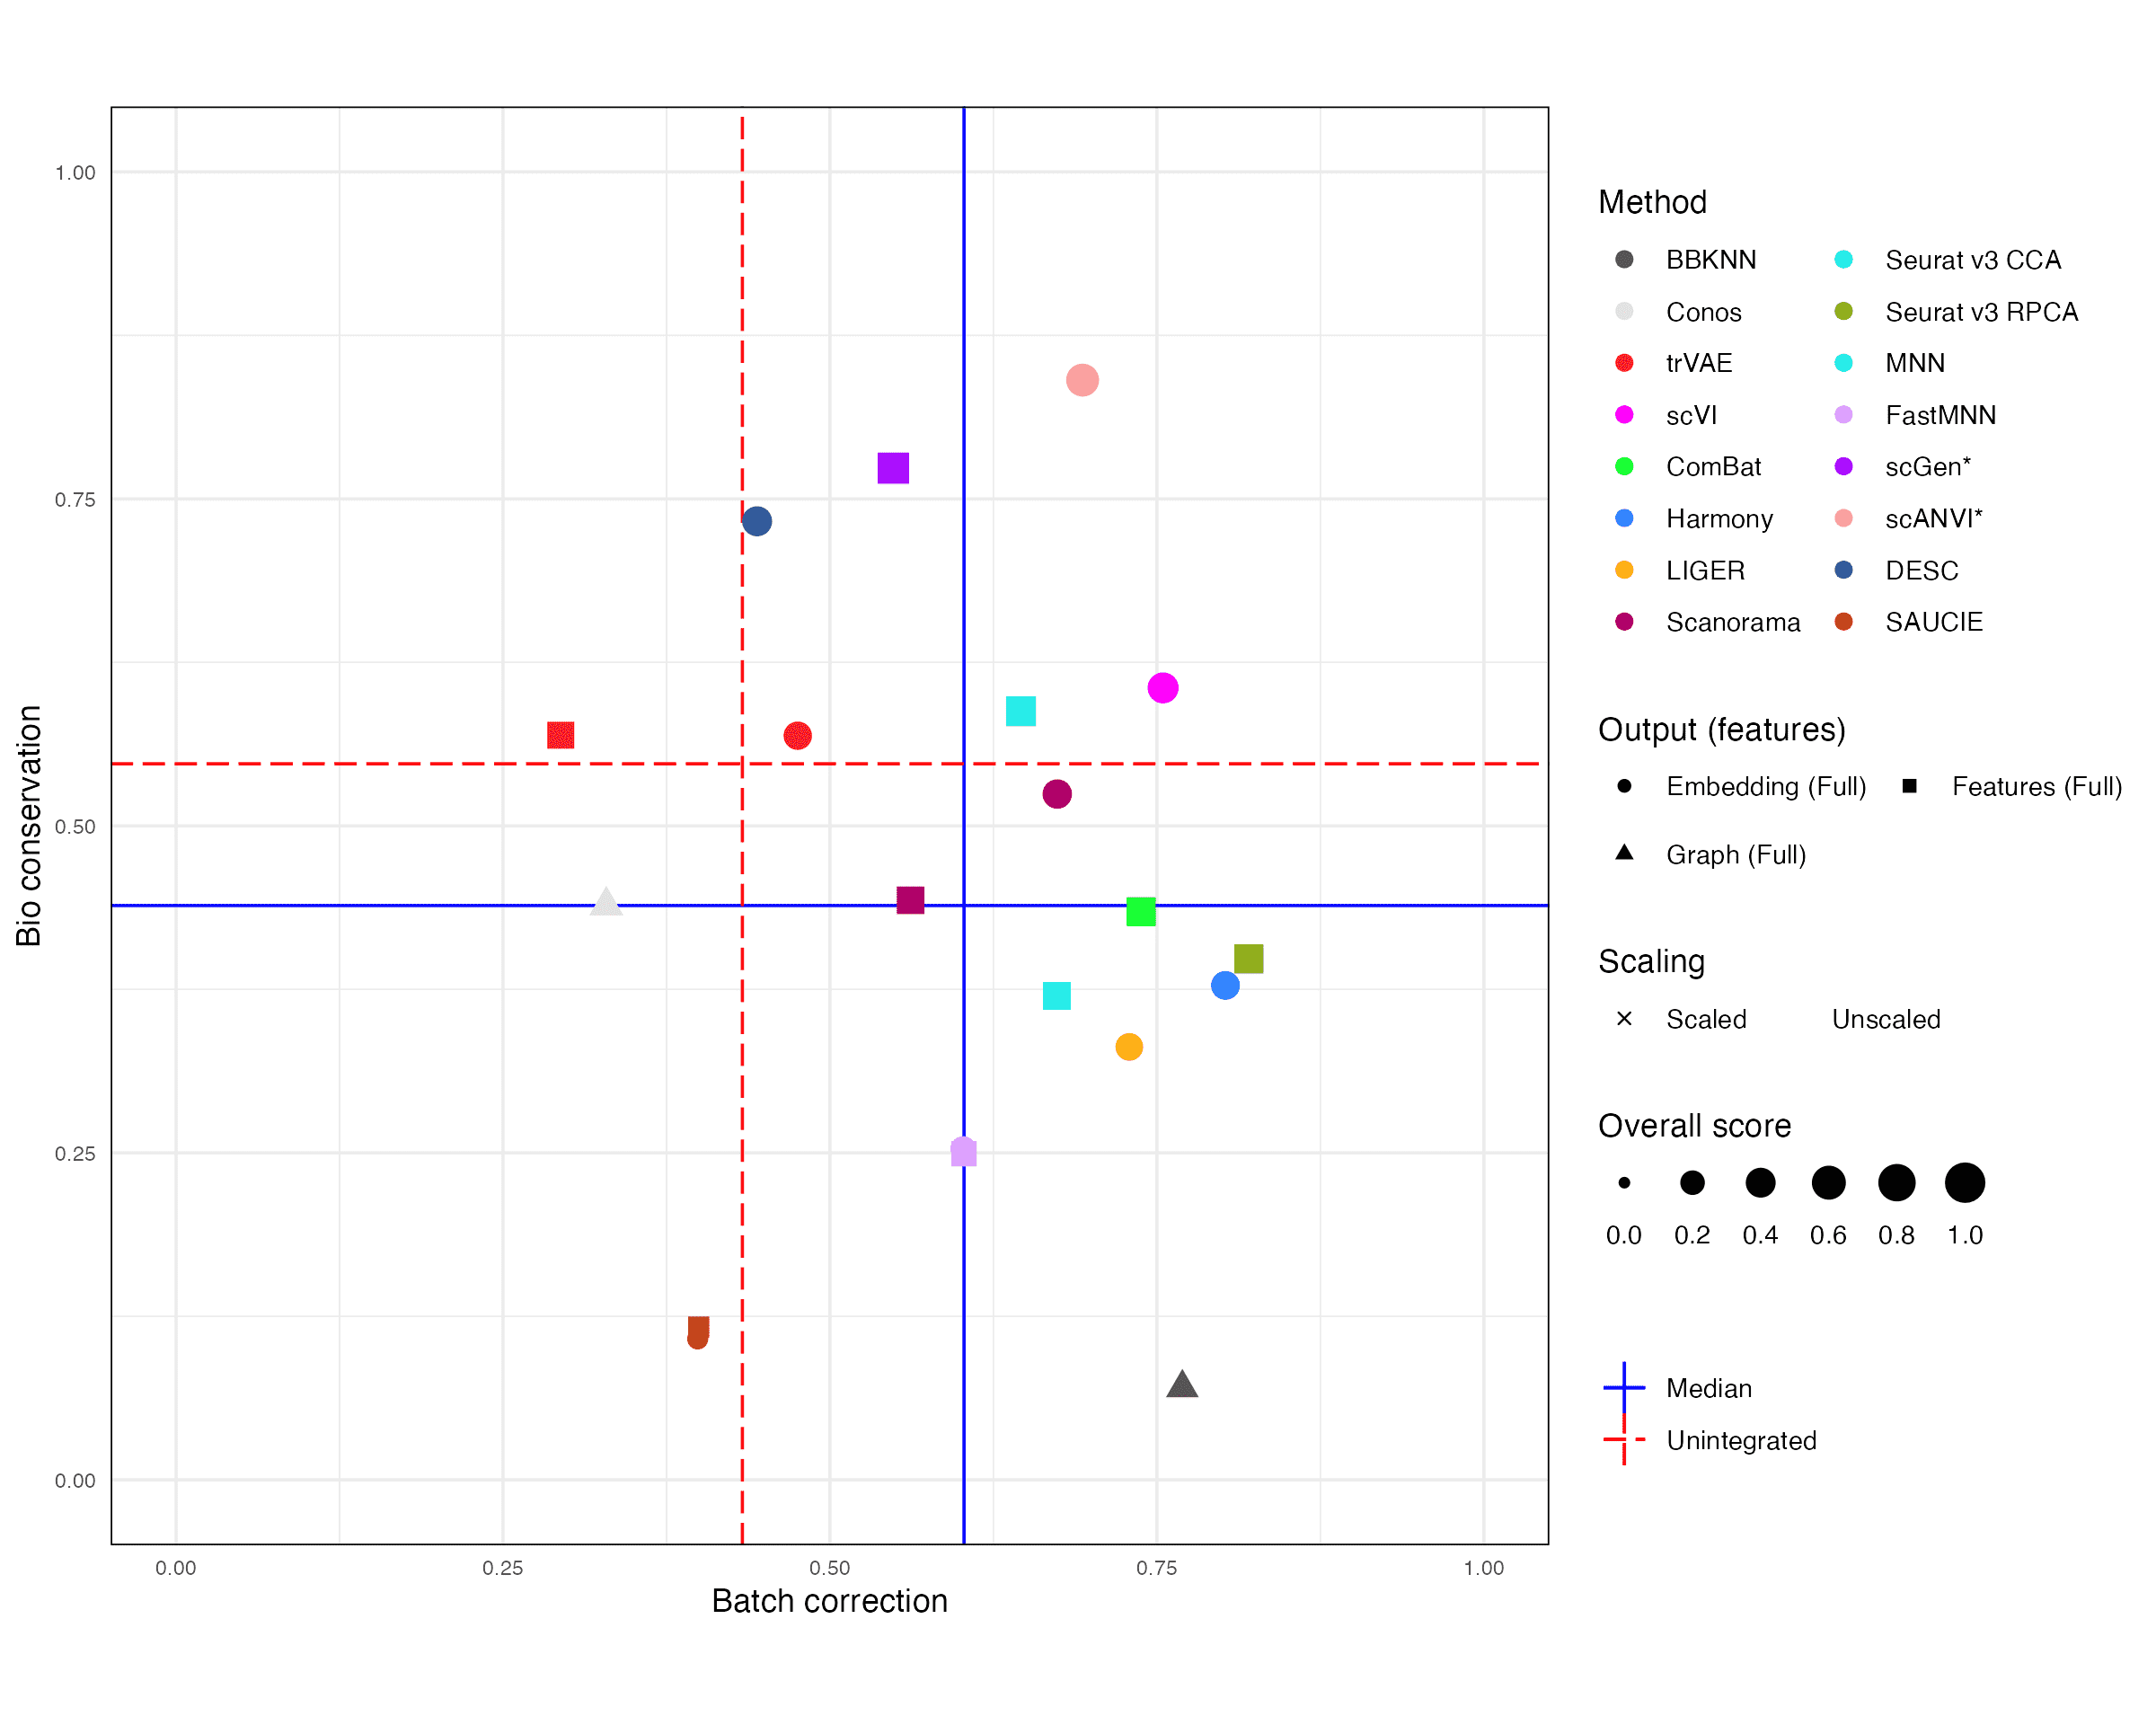 1.00
0.75
0.50
0.25
0.00
Bio conservation
0.00 0.25 0.50 0.75 1.00
Batch correction
Method
BBKNN Seurat v3 CCA
Conos Seurat v3 RPCA
trVAE MNN
scVI FastMNN
ComBat scGen*
Harmony scANVI*
LIGER DESC
Scanorama SAUCIE
Output (features)
Embedding (Full) Features (Full)
Graph (Full)
Scaling
Scaled Unscaled
Overall score
0.0 0.2 0.4 0.6 0.8 1.0
Median
Unintegrated